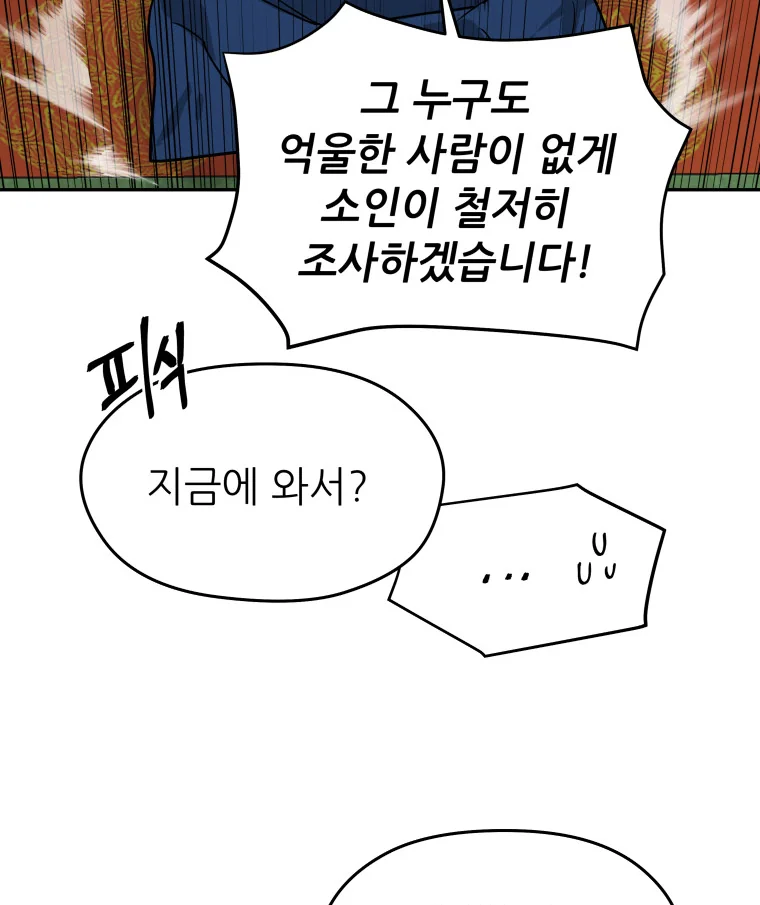 그 누구도
억울한 사람이 없게
소인이 철저히
조사하겠습니다!
피식
지금에 와서?
...